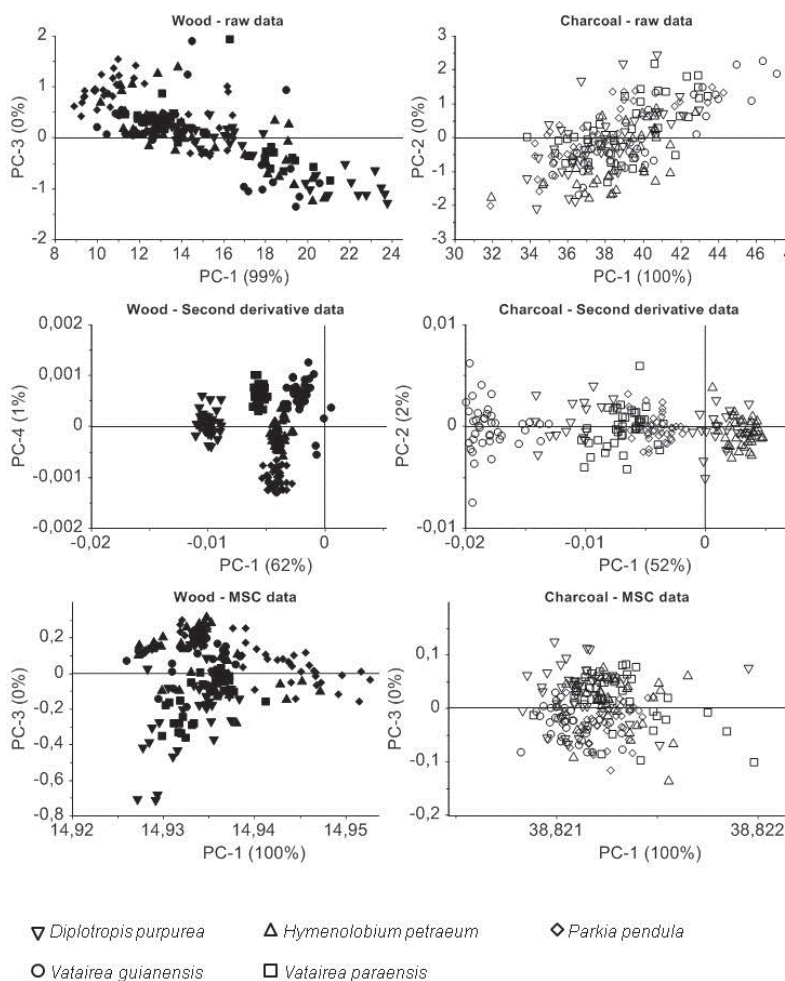 Wood - raw data
PC-3 (0%)
2
1
0
-1
-2
8 10 12 14 16 18 20 22 24
PC-1 (99%)
Charcoal - raw data
PC-2 (0%)
3
2
1
0
-1
-2
-3
30 32 34 36 38 40 42 44 46 4
PC-1 (100%)
Wood - Second derivative data
PC-4 (1%)
0,002
0,001
0
-0,001
-0,002
-0,02 -0,01 0
PC-1 (62%)
Charcoal - Second derivative data
PC-2 (2%)
0,01
0
-0,01
-0,02 -0,01 0
PC-1 (52%)
Wood - MSC data
PC-3 (0%)
0,2
0
-0,2
-0,4
-0,6
-0,8
14,92 14,93 14,94 14,95
PC-1 (100%)
Charcoal - MSC data
PC-3 (0%)
0,1
0
-0,1
-0,2
38,821 38,822
PC-1 (100%)
Diplotropis purpurea Hymenolobium petraeum Parkia pendula
Vatairea guianensis Vatairea paraensis